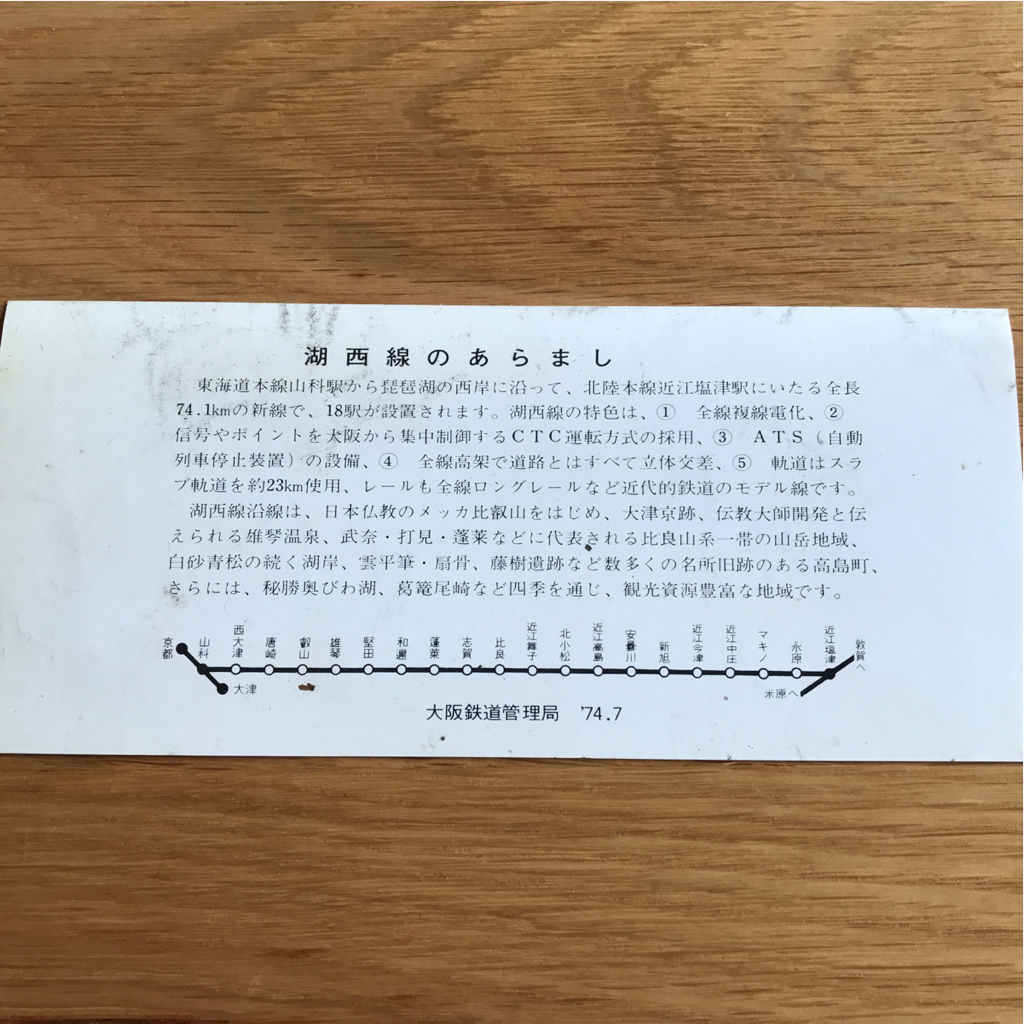 湖西線のあらまし
東海道本線山科駅から琵琶湖の西岸に沿って、北陸本線近江塩津駅にいたる全長
74.1kmの新線で、18駅が設置されます。湖西線の特色は、① 全線複線電化、②
信号やポイントを大阪から集中制御するCTC運転方式の採用、③ ATS(自動
列車停止装置)の設備、④ 全線高架で道路とはすべて立体交差、⑤ 軌道はスラ
ブ軌道を約23km使用、レールも全線ロングレールなど近代的鉄道のモデル線です。
湖西線沿線は、日本仏教のメッカ比叡山をはじめ、大津京跡、伝教大師開発と伝
えられる雄琴温泉、武奈・打見・蓬莱などに代表される比良山系一帯の山岳地域、
白砂青松の続く湖岸、雲平筆・扇骨、藤樹遺跡など数多くの名所旧跡のある高島町、
さらには、秘勝奥びわ湖、葛篭尾崎など四季を通じ、観光資源豊富な地域です。
京都
山科
西大津
唐崎
叡山
雄琴
堅田
和邇
蓬莱
志賀
比良
近江舞子
北小松
近江高島
安曇川
新旭
近江今津
近江中庄
マキノ
永原
近江塩津
敦賀へ
大津
米原へ
大阪鉄道管理局 '74.7